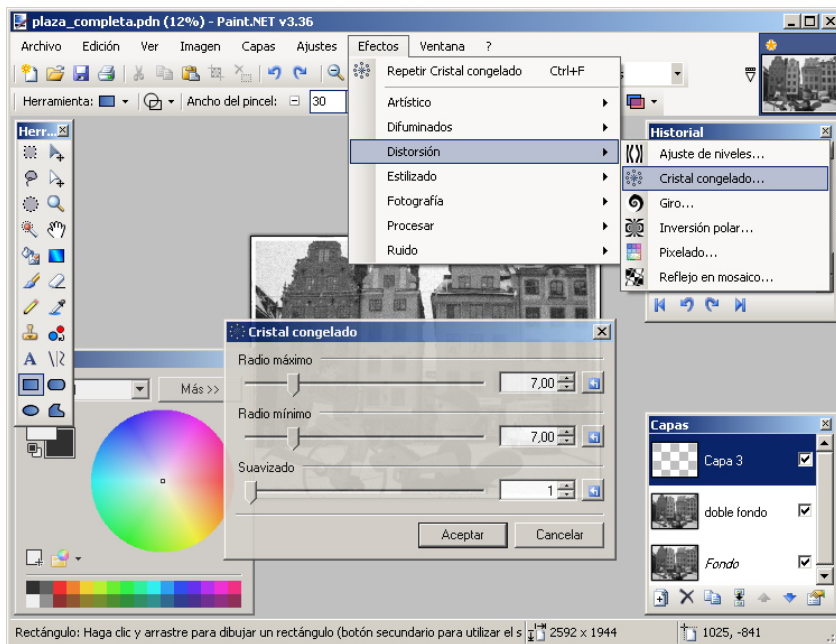 plaza_completa.pdn (12%) - Paint.NET v3.36
Archivo Edición Ver Imagen Capas Ajustes Efectos Ventana ?
Herramienta: Ancho del pincel: 30
Repetir Cristal congelado Ctrl+F
Artístico
Difuminados
Distorsión
Estilizado
Fotografía
Procesar
Ruido
Herr...
Historial
Ajuste de niveles...
Cristal congelado...
Giro...
Inversión polar...
Pixelado...
Reflejo en mosaico...
Cristal congelado
Radio máximo
7,00
Radio mínimo
7,00
Suavizado
1
Aceptar Cancelar
Más >>
Capas
Capa 3
doble fondo
Fondo
Rectángulo: Haga clic y arrastre para dibujar un rectángulo (botón secundario para utilizar el s 2592 x 1944 1025, -841